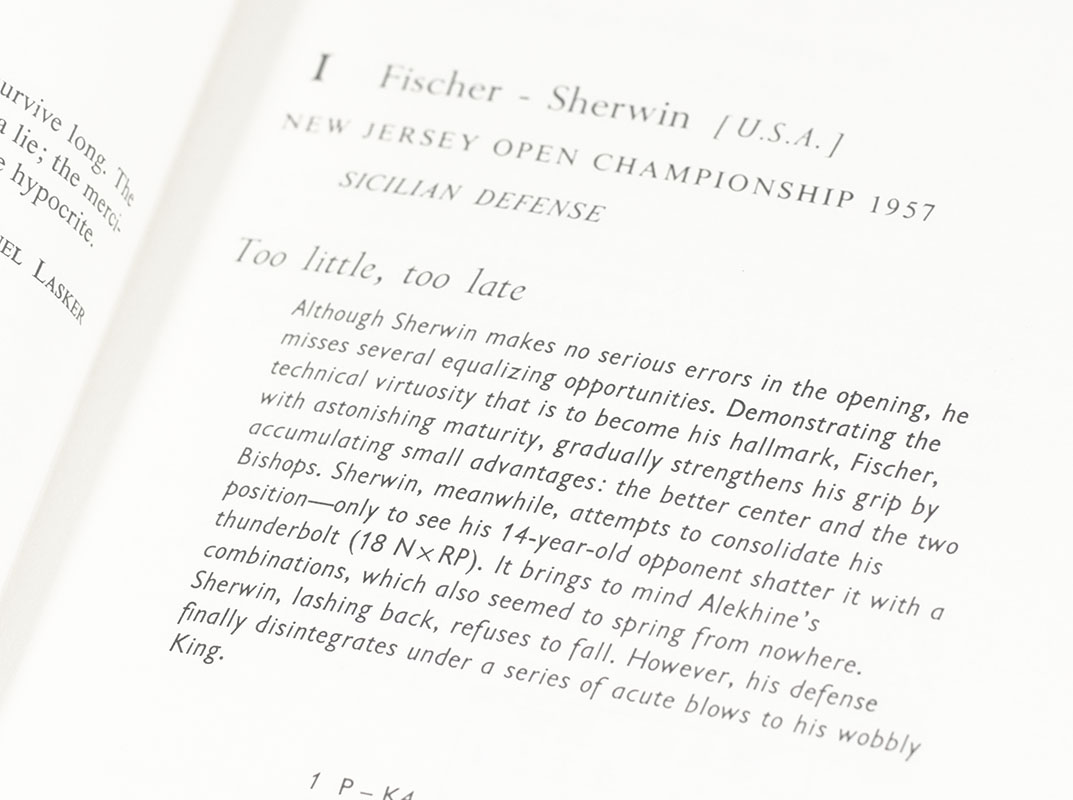 survive long. The
a lie; the merci-
hypocrite.
LASKER
I Fischer - Sherwin [U.S.A.]
NEW JERSEY OPEN CHAMPIONSHIP 1957
SICILIAN DEFENSE
Too little, too late
Although Sherwin makes no serious errors in the opening, he
misses several equalizing opportunities. Demonstrating the
technical virtuosity that is to become his hallmark, Fischer,
with astonishing maturity, gradually strengthens his grip by
accumulating small advantages: the better center and the two
Bishops. Sherwin, meanwhile, attempts to consolidate his
position—only to see his 14-year-old opponent shatter it with a
thunderbolt (18 N×RP). It brings to mind Alekhine's
combinations, which also seemed to spring from nowhere.
Sherwin, lashing back, refuses to fall. However, his defense
finally disintegrates under a series of acute blows to his wobbly
King.
1 P–K4